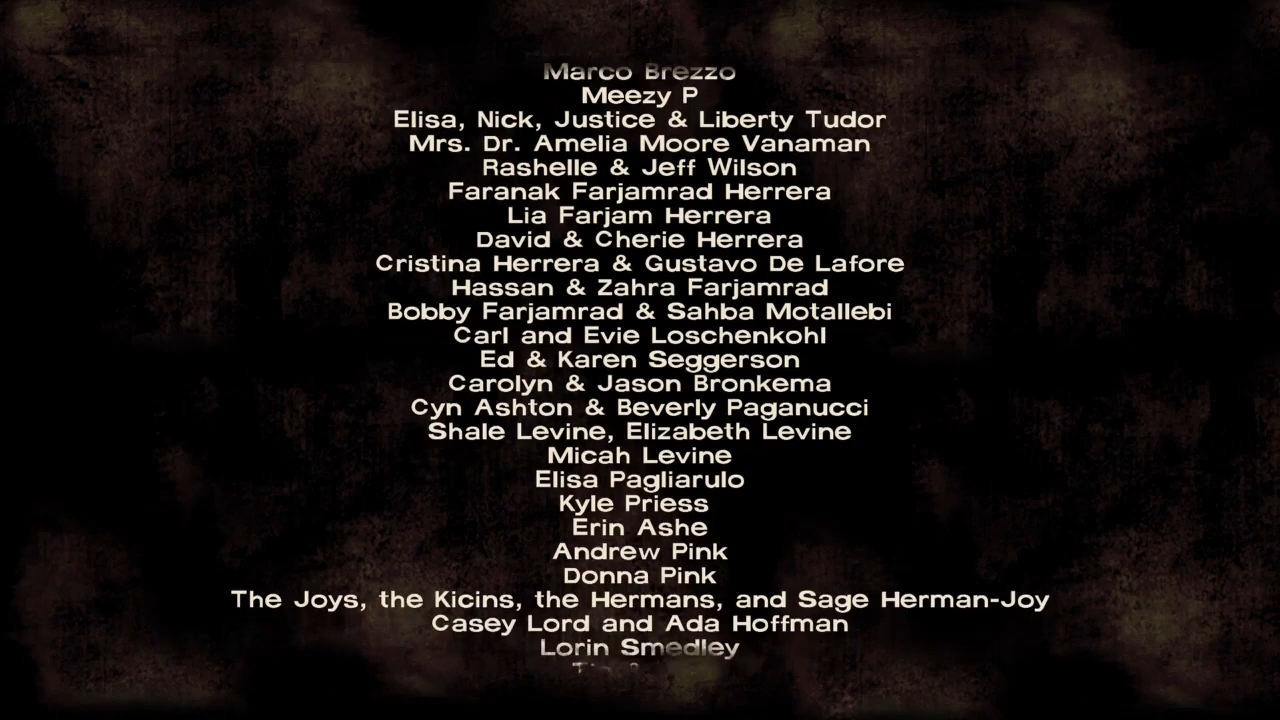 Marco Brezzo
Meezy P
Elisa, Nick, Justice & Liberty Tudor
Mrs. Dr. Amelia Moore Vanaman
Rashelle & Jeff Wilson
Faranak Farjamrad Herrera
Lia Farjam Herrera
David & Cherie Herrera
Cristina Herrera & Gustavo De Lafore
Hassan & Zahra Farjamrad
Bobby Farjamrad & Sahba Motallebi
Carl and Evie Loschenkohl
Ed & Karen Seggerson
Carolyn & Jason Bronkema
Cyn Ashton & Beverly Paganucci
Shale Levine, Elizabeth Levine
Micah Levine
Elisa Pagliarulo
Kyle Priess
Erin Ashe
Andrew Pink
Donna Pink
The Joys, the Kicins, the Hermans, and Sage Herman-Joy
Casey Lord and Ada Hoffman
Lorin Smedley